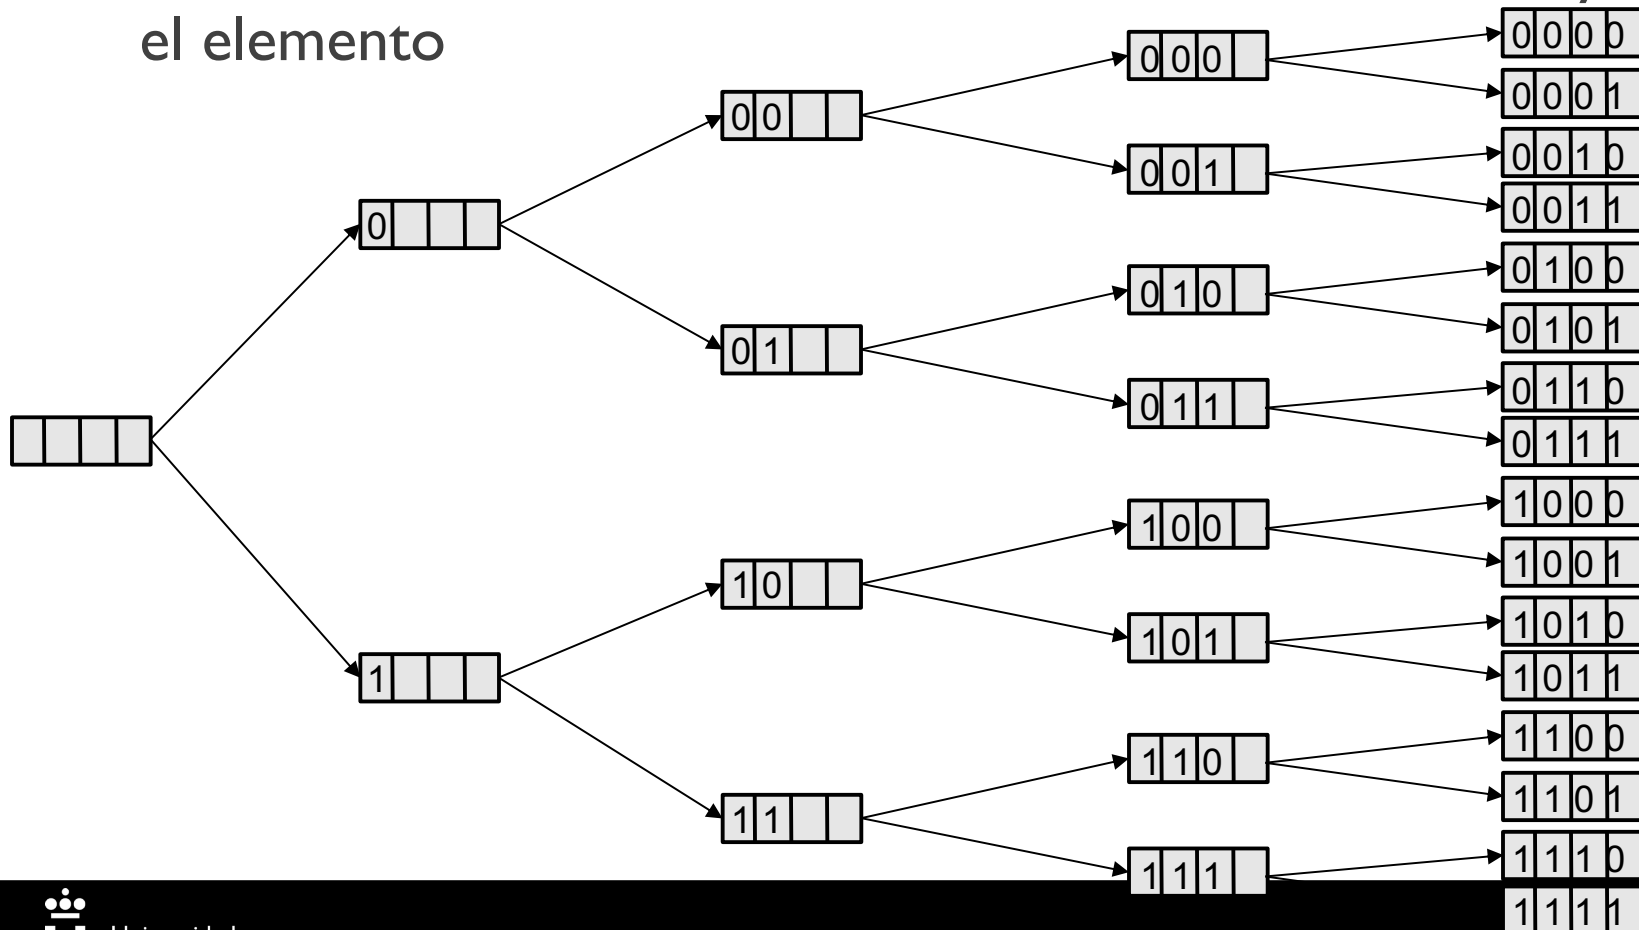 el elemento
0
1
0 0
0 1
1 0
1 1
0 0 0
0 0 1
0 1 0
0 1 1
1 0 0
1 0 1
1 1 0
1 1 1
0 0 0 0
0 0 0 1
0 0 1 0
0 0 1 1
0 1 0 0
0 1 0 1
0 1 1 0
0 1 1 1
1 0 0 0
1 0 0 1
1 0 1 0
1 0 1 1
1 1 0 0
1 1 0 1
1 1 1 0
1 1 1 1